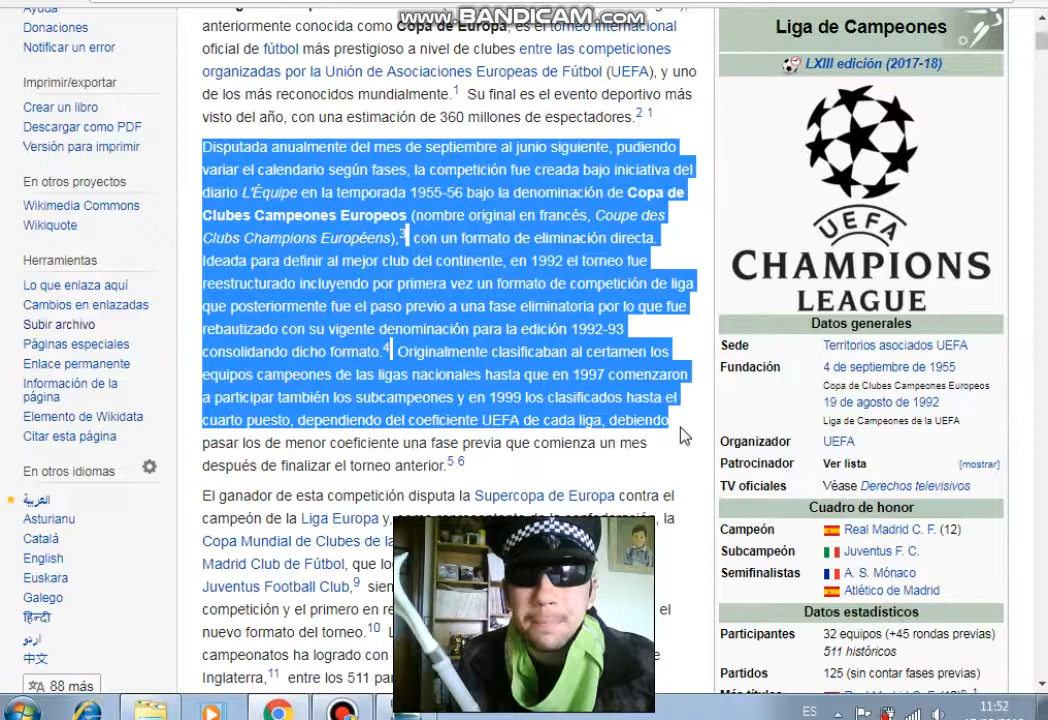 www.BANDICAM.com
Ayuda
Donaciones
Notificar un error
Imprimir/exportar
Crear un libro
Descargar como PDF
Versión para imprimir
En otros proyectos
Wikimedia Commons
Wikiquote
Herramientas
Lo que enlaza aquí
Cambios en enlazadas
Subir archivo
Páginas especiales
Enlace permanente
Información de la
página
Elemento de Wikidata
Citar esta página
En otros idiomas
العربية
Asturianu
Català
English
Euskara
Galego
हिन्दी
اردو
中文
88 más
anteriormente conocida como Copa de Europa, es el torneo internacional
oficial de fútbol más prestigioso a nivel de clubes entre las competiciones
organizadas por la Unión de Asociaciones Europeas de Fútbol (UEFA), y uno
de los más reconocidos mundialmente.1 Su final es el evento deportivo más
visto del año, con una estimación de 360 millones de espectadores.2 1
Disputada anualmente del mes de septiembre al junio siguiente, pudiendo
variar el calendario según fases, la competición fue creada bajo iniciativa del
diario L'Équipe en la temporada 1955-56 bajo la denominación de Copa de
Clubes Campeones Europeos (nombre original en francés, Coupe des
Clubs Champions Européens),3 con un formato de eliminación directa.
Ideada para definir al mejor club del continente, en 1992 el torneo fue
reestructurado incluyendo por primera vez un formato de competición de liga
que posteriormente fue el paso previo a una fase eliminatoria por lo que fue
rebautizado con su vigente denominación para la edición 1992-93
consolidando dicho formato.4 Originalmente clasificaban al certamen los
equipos campeones de las ligas nacionales hasta que en 1997 comenzaron
a participar también los subcampeones y en 1999 los clasificados hasta el
cuarto puesto, dependiendo del coeficiente UEFA de cada liga, debiendo
pasar los de menor coeficiente una fase previa que comienza un mes
después de finalizar el torneo anterior.5 6
El ganador de esta competición disputa la Supercopa de Europa contra el
campeón de la Liga Europa y, como representante de la confederación, la
Copa Mundial de Clubes de la
Madrid Club de Fútbol, que lo
Juventus Football Club,9 sien
competición y el primero en re el
nuevo formato del torneo.10
campeonatos ha logrado con
Inglaterra,11 entre los 511 par
Liga de Campeones
LXIII edición (2017-18)
UEFA
CHAMPIONS
LEAGUE
Datos generales
Sede Territorios asociados UEFA
Fundación 4 de septiembre de 1955
Copa de Clubes Campeones Europeos
19 de agosto de 1992
Liga de Campeones de la UEFA
Organizador UEFA
Patrocinador Ver lista [mostrar]
TV oficiales Véase Derechos televisivos
Cuadro de honor
Campeón Real Madrid C. F. (12)
Subcampeón Juventus F. C.
Semifinalistas A. S. Mónaco
Atlético de Madrid
Datos estadísticos
Participantes 32 equipos (+45 rondas previas)
511 históricos
Partidos 125 (sin contar fases previas)
ES
11:52